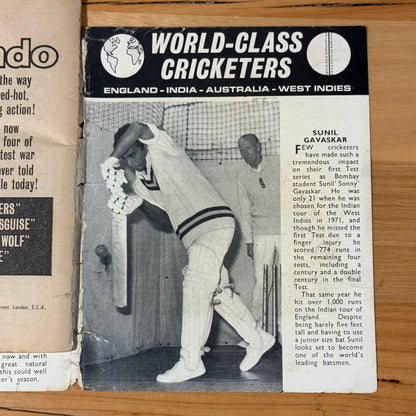 ndo
the way
red-hot,
g action!
now
four of
test war
ver told
le today!
ERS"
SGUISE"
WOLF"
E"
Street, London, E.C.4.
now and with
great natural
this could well
ter's season.
WORLD-CLASS
CRICKETERS
ENGLAND - INDIA - AUSTRALIA - WEST INDIES
SUNIL
GAVASKAR
FEW cricketers
have made such a
tremendous impact
on their first Test
series as Bombay
student Sunil 'Sonny'
Gavaskar. He was
only 21 when he was
chosen for the Indian
tour of the West
Indies in 1971, and
though he missed the
first Test due to a
finger injury he
scored 774 runs in
the remaining four
tests, including a
century and a double
century in the final
Test.
That same year he
hit over 1,000 runs
on the Indian tour of
England. Despite
being barely five feet
tall and having to use
a junior size bat Sunil
looks set to become
one of the world's
leading batsmen.